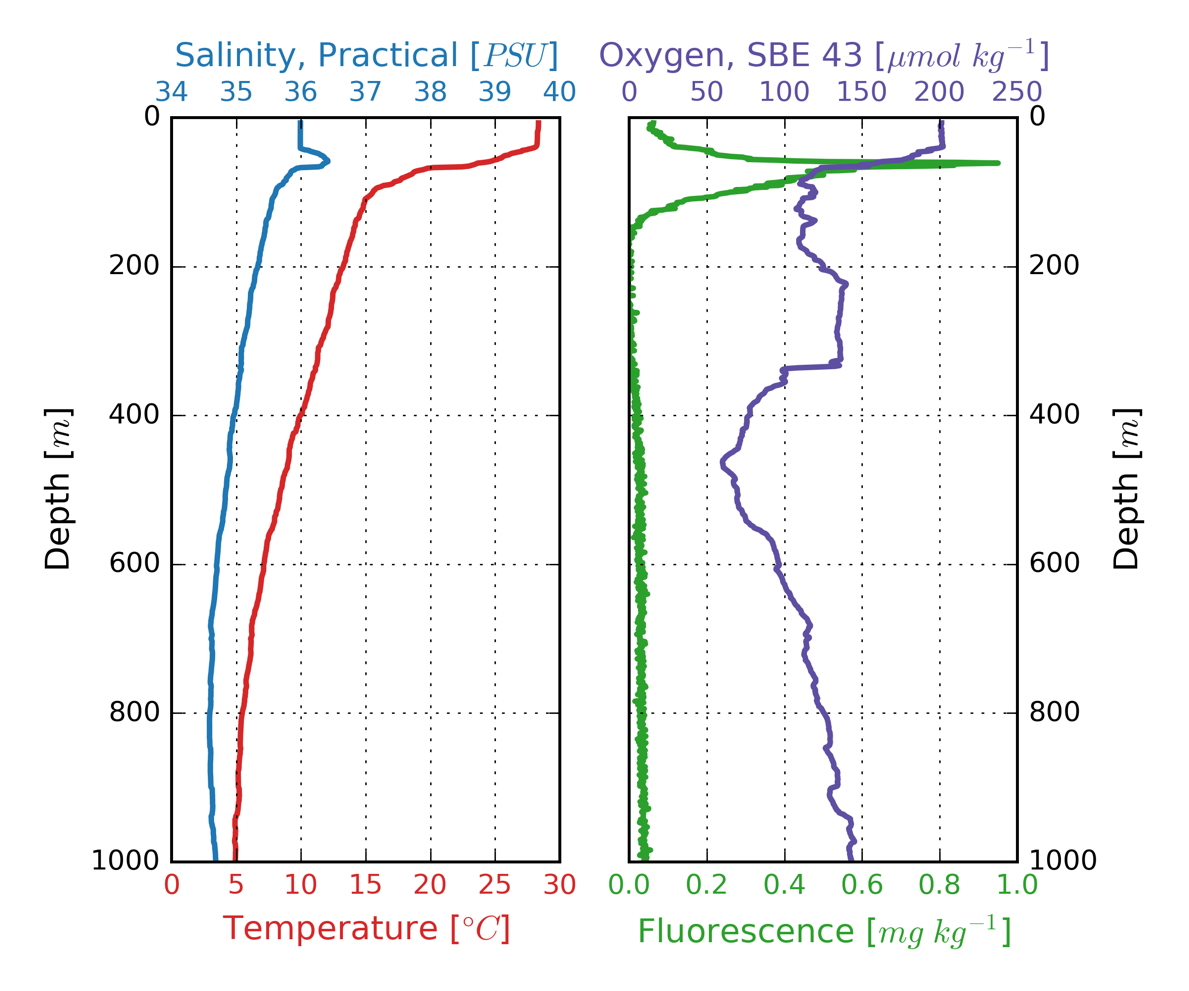 Salinity, Practical [PSU] Oxygen, SBE 43 [μmol kg⁻¹]
34 35 36 37 38 39 40 0 50 100 150 200 250
0 0
200 200
400 400
Depth [m] Depth [m]
600 600
800 800
1000 1000
0 5 10 15 20 25 30 0.0 0.2 0.4 0.6 0.8 1.0
Temperature [°C] Fluorescence [mg kg⁻¹]